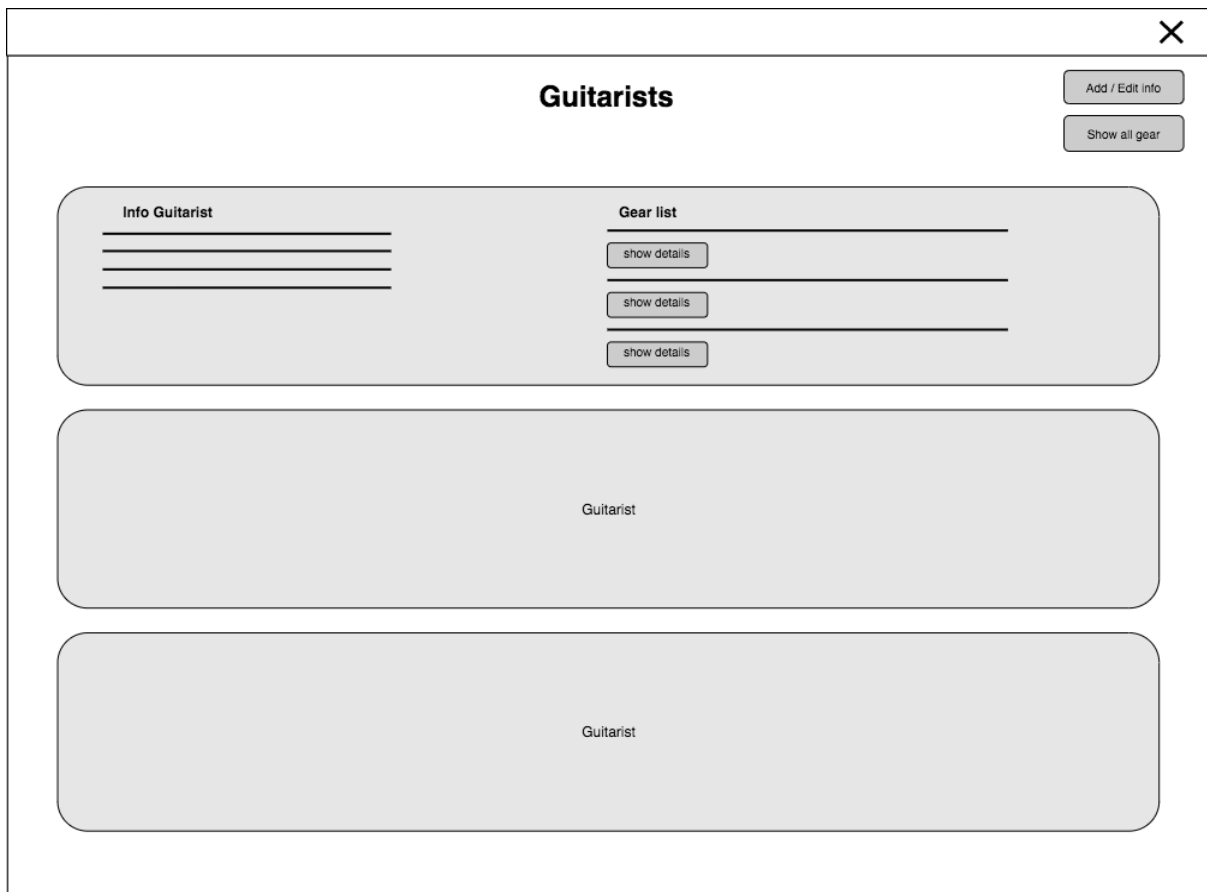 Guitarists
Add / Edit info
Show all gear
Info Guitarist
Gear list
show details
show details
show details
Guitarist
Guitarist